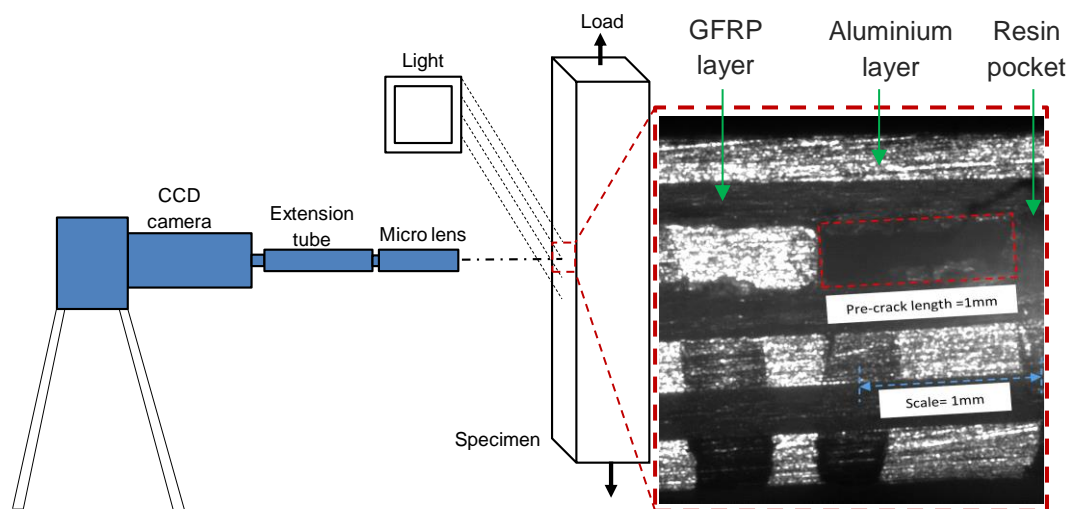 Load
GFRP
layer
Aluminium
layer
Resin
pocket
Light
CCD
camera
Extension
tube
Micro lens
Pre-crack length =1mm
Scale= 1mm
Specimen